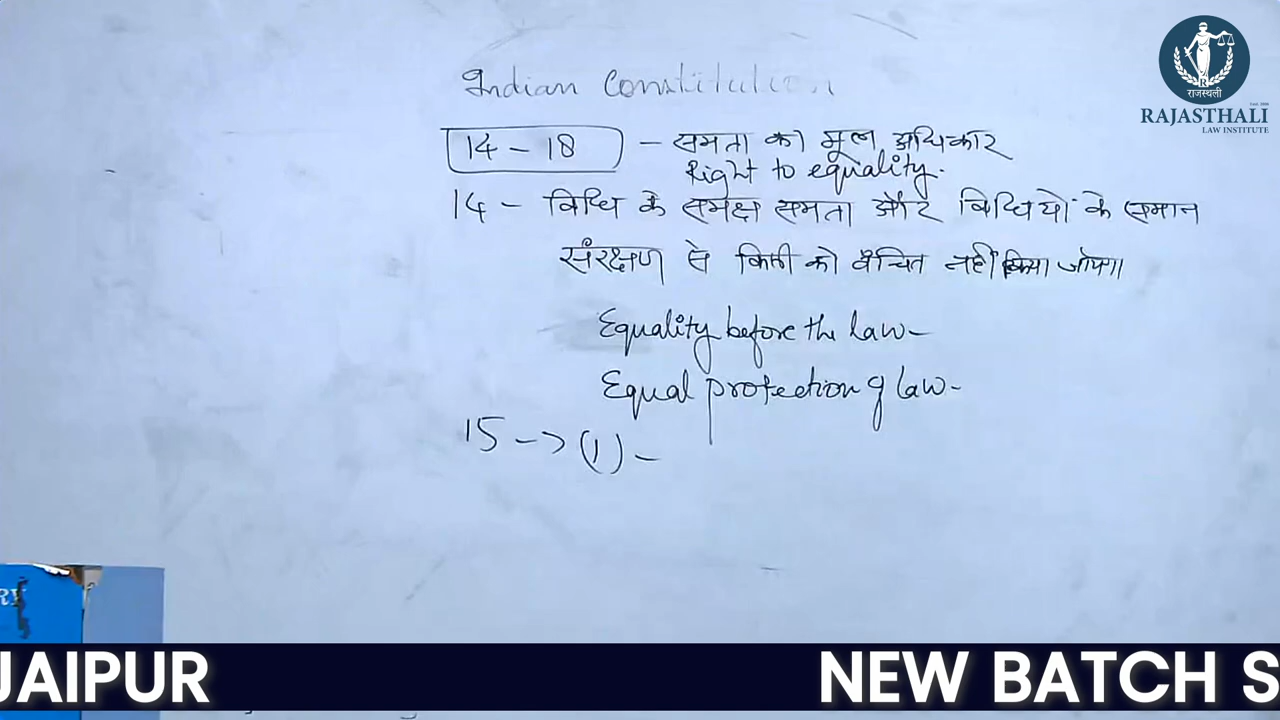 Indian Constitution
14 - 18 - समता का मूल अधिकार
Right to equality.
14 - विधि के समक्ष समता और विधियों के समान
संरक्षण से किसी को वंचित नहीं किया जाएगा
Equality before the law -
Equal protection of law -
15 -> (1) -
राजस्थली
RAJASTHALI
LAW INSTITUTE
JAIPUR
NEW BATCH S